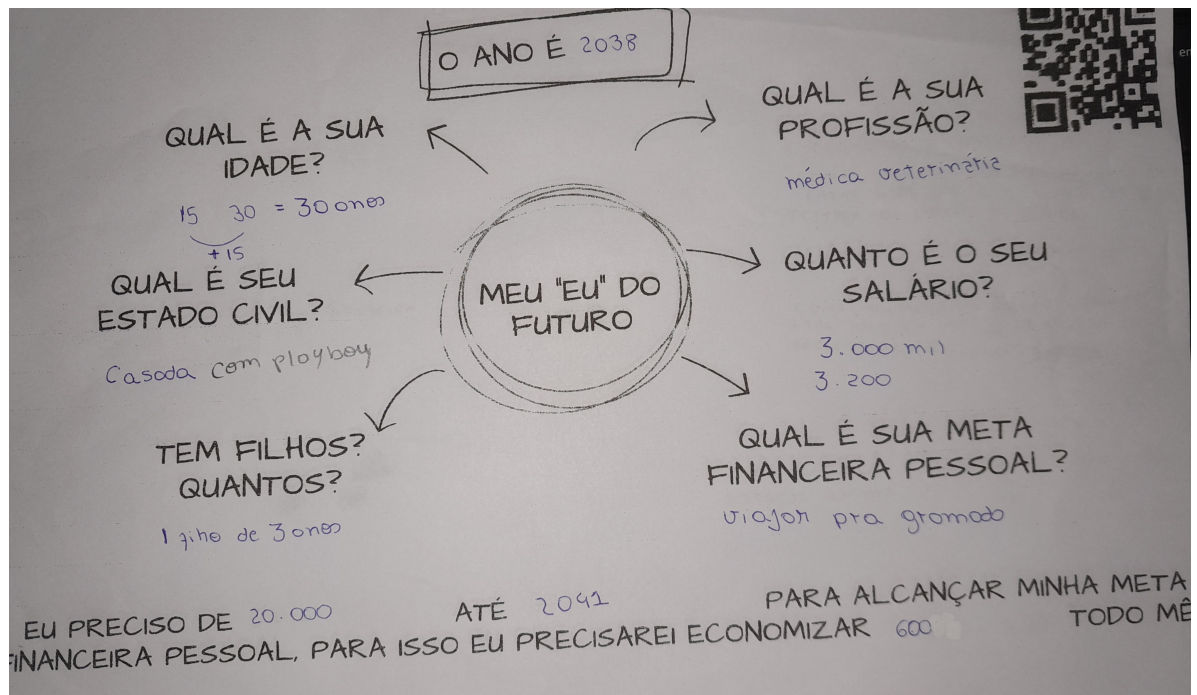 O ANO É 2038
QUAL É A SUA
IDADE?
15 30 = 30 anos
+15
QUAL É A SUA
PROFISSÃO?
médica veterinária
QUAL É SEU
ESTADO CIVIL?
Casada com playboy
MEU "EU" DO
FUTURO
QUANTO É O SEU
SALÁRIO?
3.000 mil
3.200
TEM FILHOS?
QUANTOS?
1 fiho de 3 anos
QUAL É SUA META
FINANCEIRA PESSOAL?
viajar pra gramado
EU PRECISO DE 20.000 ATÉ 2041 PARA ALCANÇAR MINHA META
FINANCEIRA PESSOAL, PARA ISSO EU PRECISAREI ECONOMIZAR 600 TODO MÊ